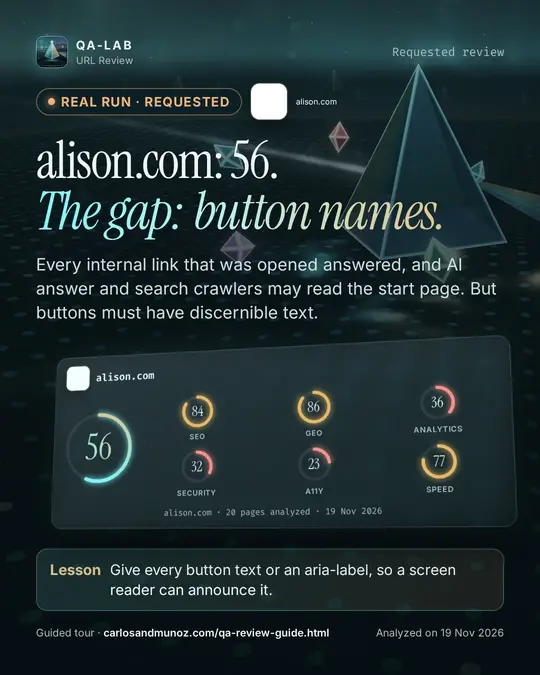 QA-LAB
URL Review
Requested review
REAL RUN · REQUESTED
alison.com
alison.com: 56.
The gap: button names.
Every internal link that was opened answered, and AI
answer and search crawlers may read the start page. But
buttons must have discernible text.
alison.com
56
84
SEO
86
GEO
36
ANALYTICS
32
SECURITY
23
A11Y
77
SPEED
alison.com · 20 pages analyzed · 19 Nov 2026
Lesson
Give every button text or an aria-label, so a screen
reader can announce it.
Guided tour · carlosandmunoz.com/qa-review-guide.html
Analyzed on 19 Nov 2026